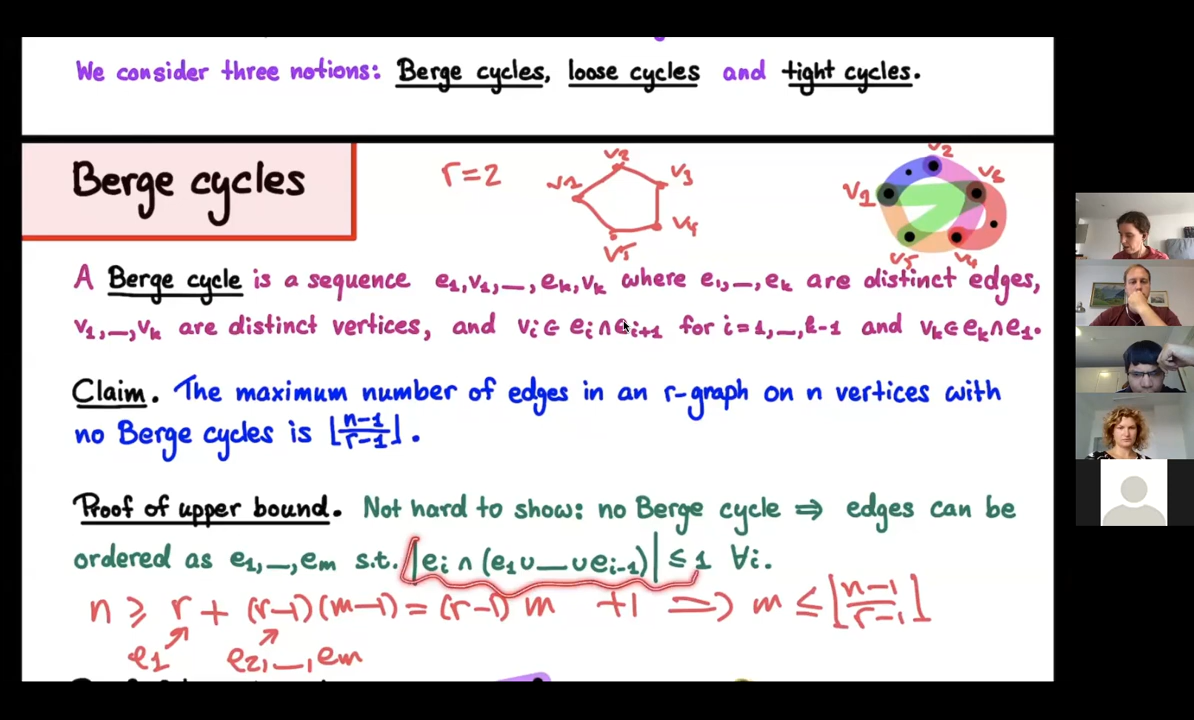 We consider three notions: Berge cycles, loose cycles and tight cycles.
Berge cycles
r=2
v1 v2 v3 v4 v5
v1 v2 v3 v4 v5
A Berge cycle is a sequence e1,v1,—,ek,vk where e1,—,ek are distinct edges,
v1,—,vk are distinct vertices, and vi ∈ ei ∩ ei+1 for i=1,—,k-1 and vk ∈ ek ∩ e1.
Claim. The maximum number of edges in an r-graph on n vertices with
no Berge cycles is ⌊(n-1)/(r-1)⌋.
Proof of upper bound. Not hard to show: no Berge cycle ⇒ edges can be
ordered as e1,—,em s.t. |ei ∩ (e1 ∪ — ∪ ei-1)| ≤ 1 ∀i.
n ≥ r + (r-1)(m-1) = (r-1) m +1 ⇒ m ≤ ⌊(n-1)/(r-1)⌋
e1 e2,—,em